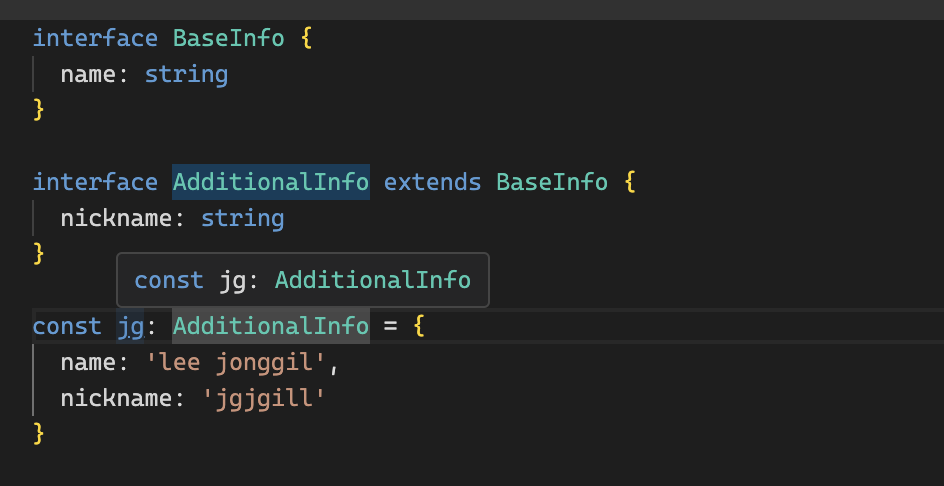 interface BaseInfo {
  name: string
}
interface AdditionalInfo extends BaseInfo {
  nickname: string
}
const jg: AdditionalInfo
const jg: AdditionalInfo = {
  name: 'lee jonggil',
  nickname: 'jgjgill'
}